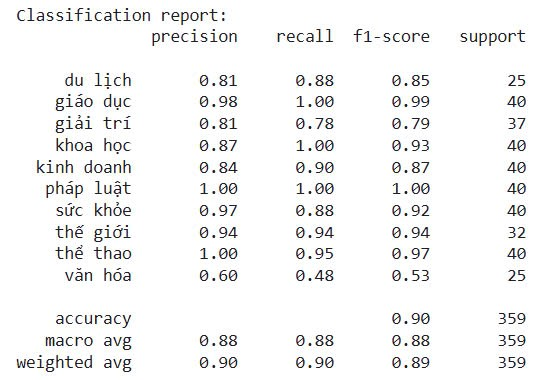 Classification report:
precision recall f1-score support
du lịch 0.81 0.88 0.85 25
giáo dục 0.98 1.00 0.99 40
giải trí 0.81 0.78 0.79 37
khoa học 0.87 1.00 0.93 40
kinh doanh 0.84 0.90 0.87 40
pháp luật 1.00 1.00 1.00 40
sức khỏe 0.97 0.88 0.92 40
thế giới 0.94 0.94 0.94 32
thể thao 1.00 0.95 0.97 40
văn hóa 0.60 0.48 0.53 25
accuracy 0.90 359
macro avg 0.88 0.88 0.88 359
weighted avg 0.90 0.90 0.89 359